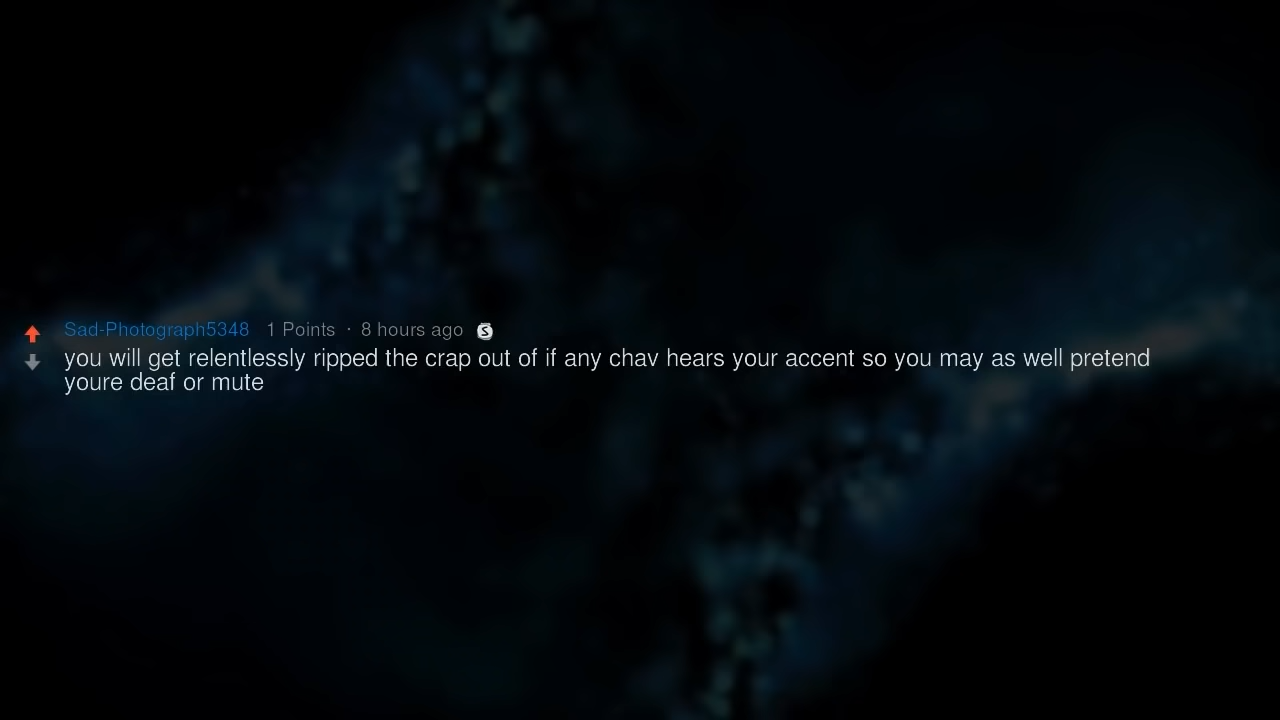 Sad-Photograph5348 1 Points · 8 hours ago S
you will get relentlessly ripped the crap out of if any chav hears your accent so you may as well pretend
youre deaf or mute